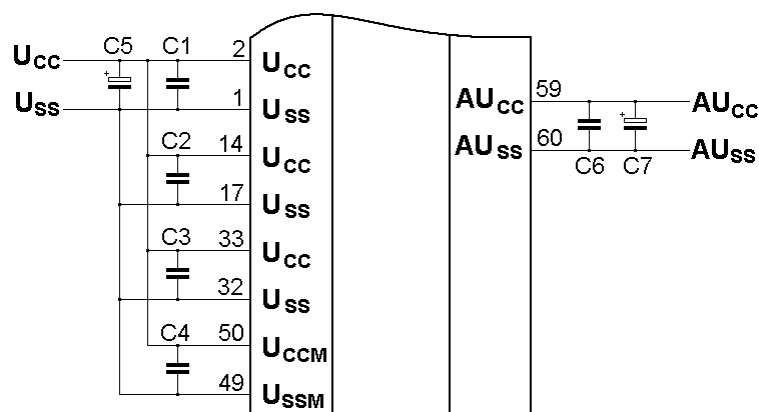 C5 C1 2
UCC UCC
USS 1 USS
C2 14 UCC
17 USS
C3 33 UCC
32 USS
C4 50 UCCM
49 USSM
AUCC 59 AUCC
AUSS 60 AUSS
C6 C7
+
+